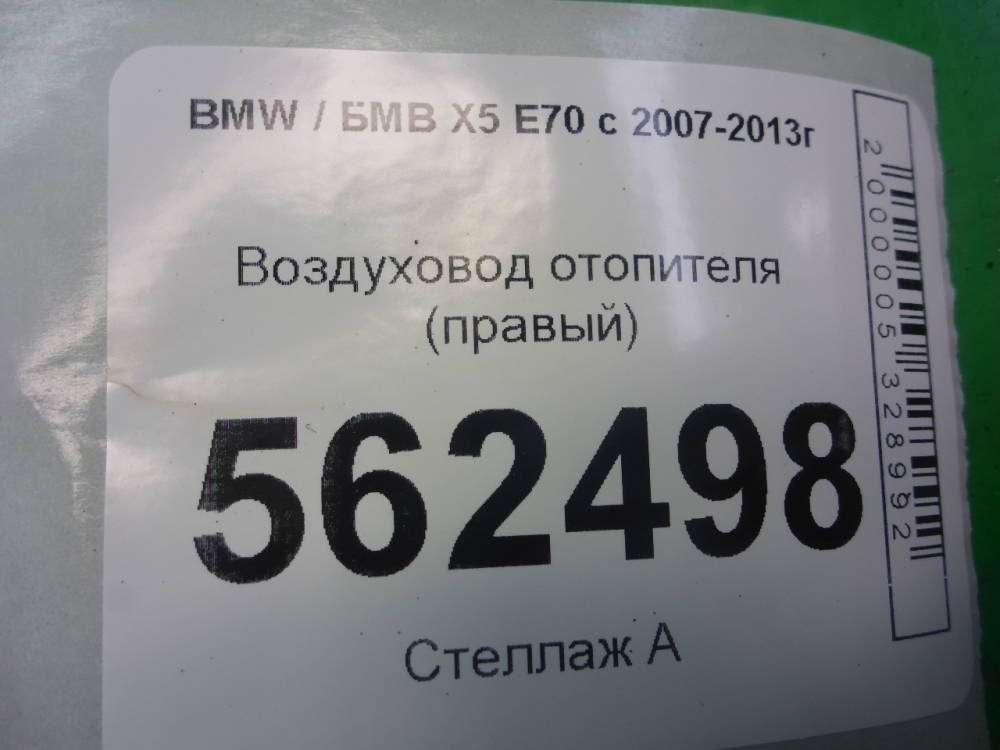 BMW / БМВ X5 E70 с 2007-2013г
Воздуховод отопителя
(правый)
562498
Стеллаж А
2000005328992